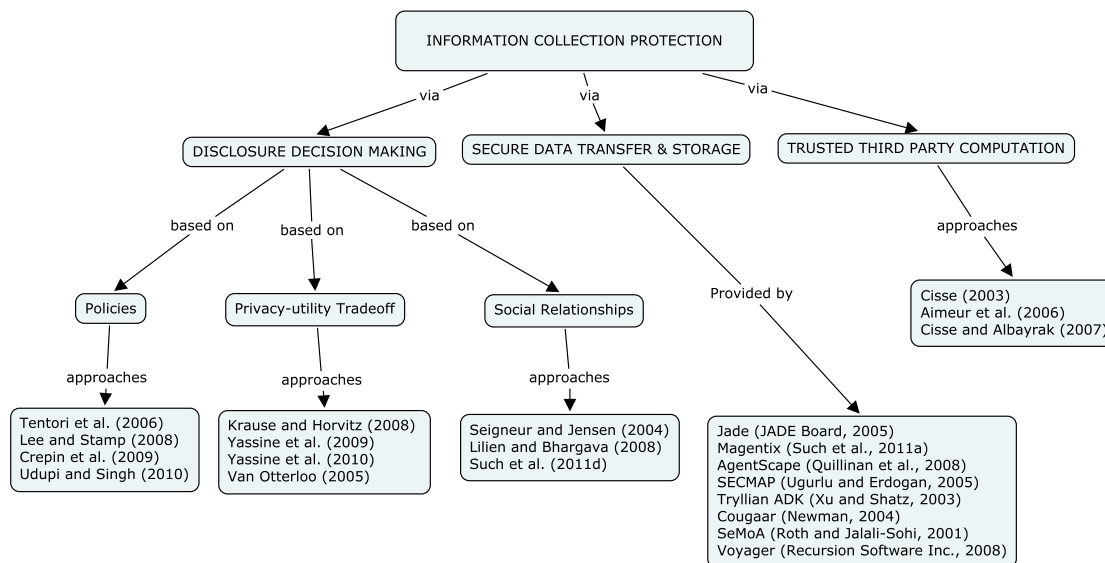 INFORMATION COLLECTION PROTECTION
via
via
via
DISCLOSURE DECISION MAKING
SECURE DATA TRANSFER & STORAGE
TRUSTED THIRD PARTY COMPUTATION
based on
based on
based on
approaches
Policies
Privacy-utility Tradeoff
Social Relationships
Provided by
Cisse (2003)
Aimeur et al. (2006)
Cisse and Albayrak (2007)
approaches
approaches
approaches
Tentori et al. (2006)
Lee and Stamp (2008)
Crepin et al. (2009)
Udupi and Singh (2010)
Krause and Horvitz (2008)
Yassine et al. (2009)
Yassine et al. (2010)
Van Otterloo (2005)
Seigneur and Jensen (2004)
Lilien and Bhargava (2008)
Such et al. (2011d)
Jade (JADE Board, 2005)
Magentix (Such et al., 2011a)
AgentScape (Quillinan et al., 2008)
SECMAP (Ugurlu and Erdogan, 2005)
Tryllian ADK (Xu and Shatz, 2003)
Cougaar (Newman, 2004)
SeMoA (Roth and Jalali-Sohi, 2001)
Voyager (Recursion Software Inc., 2008)